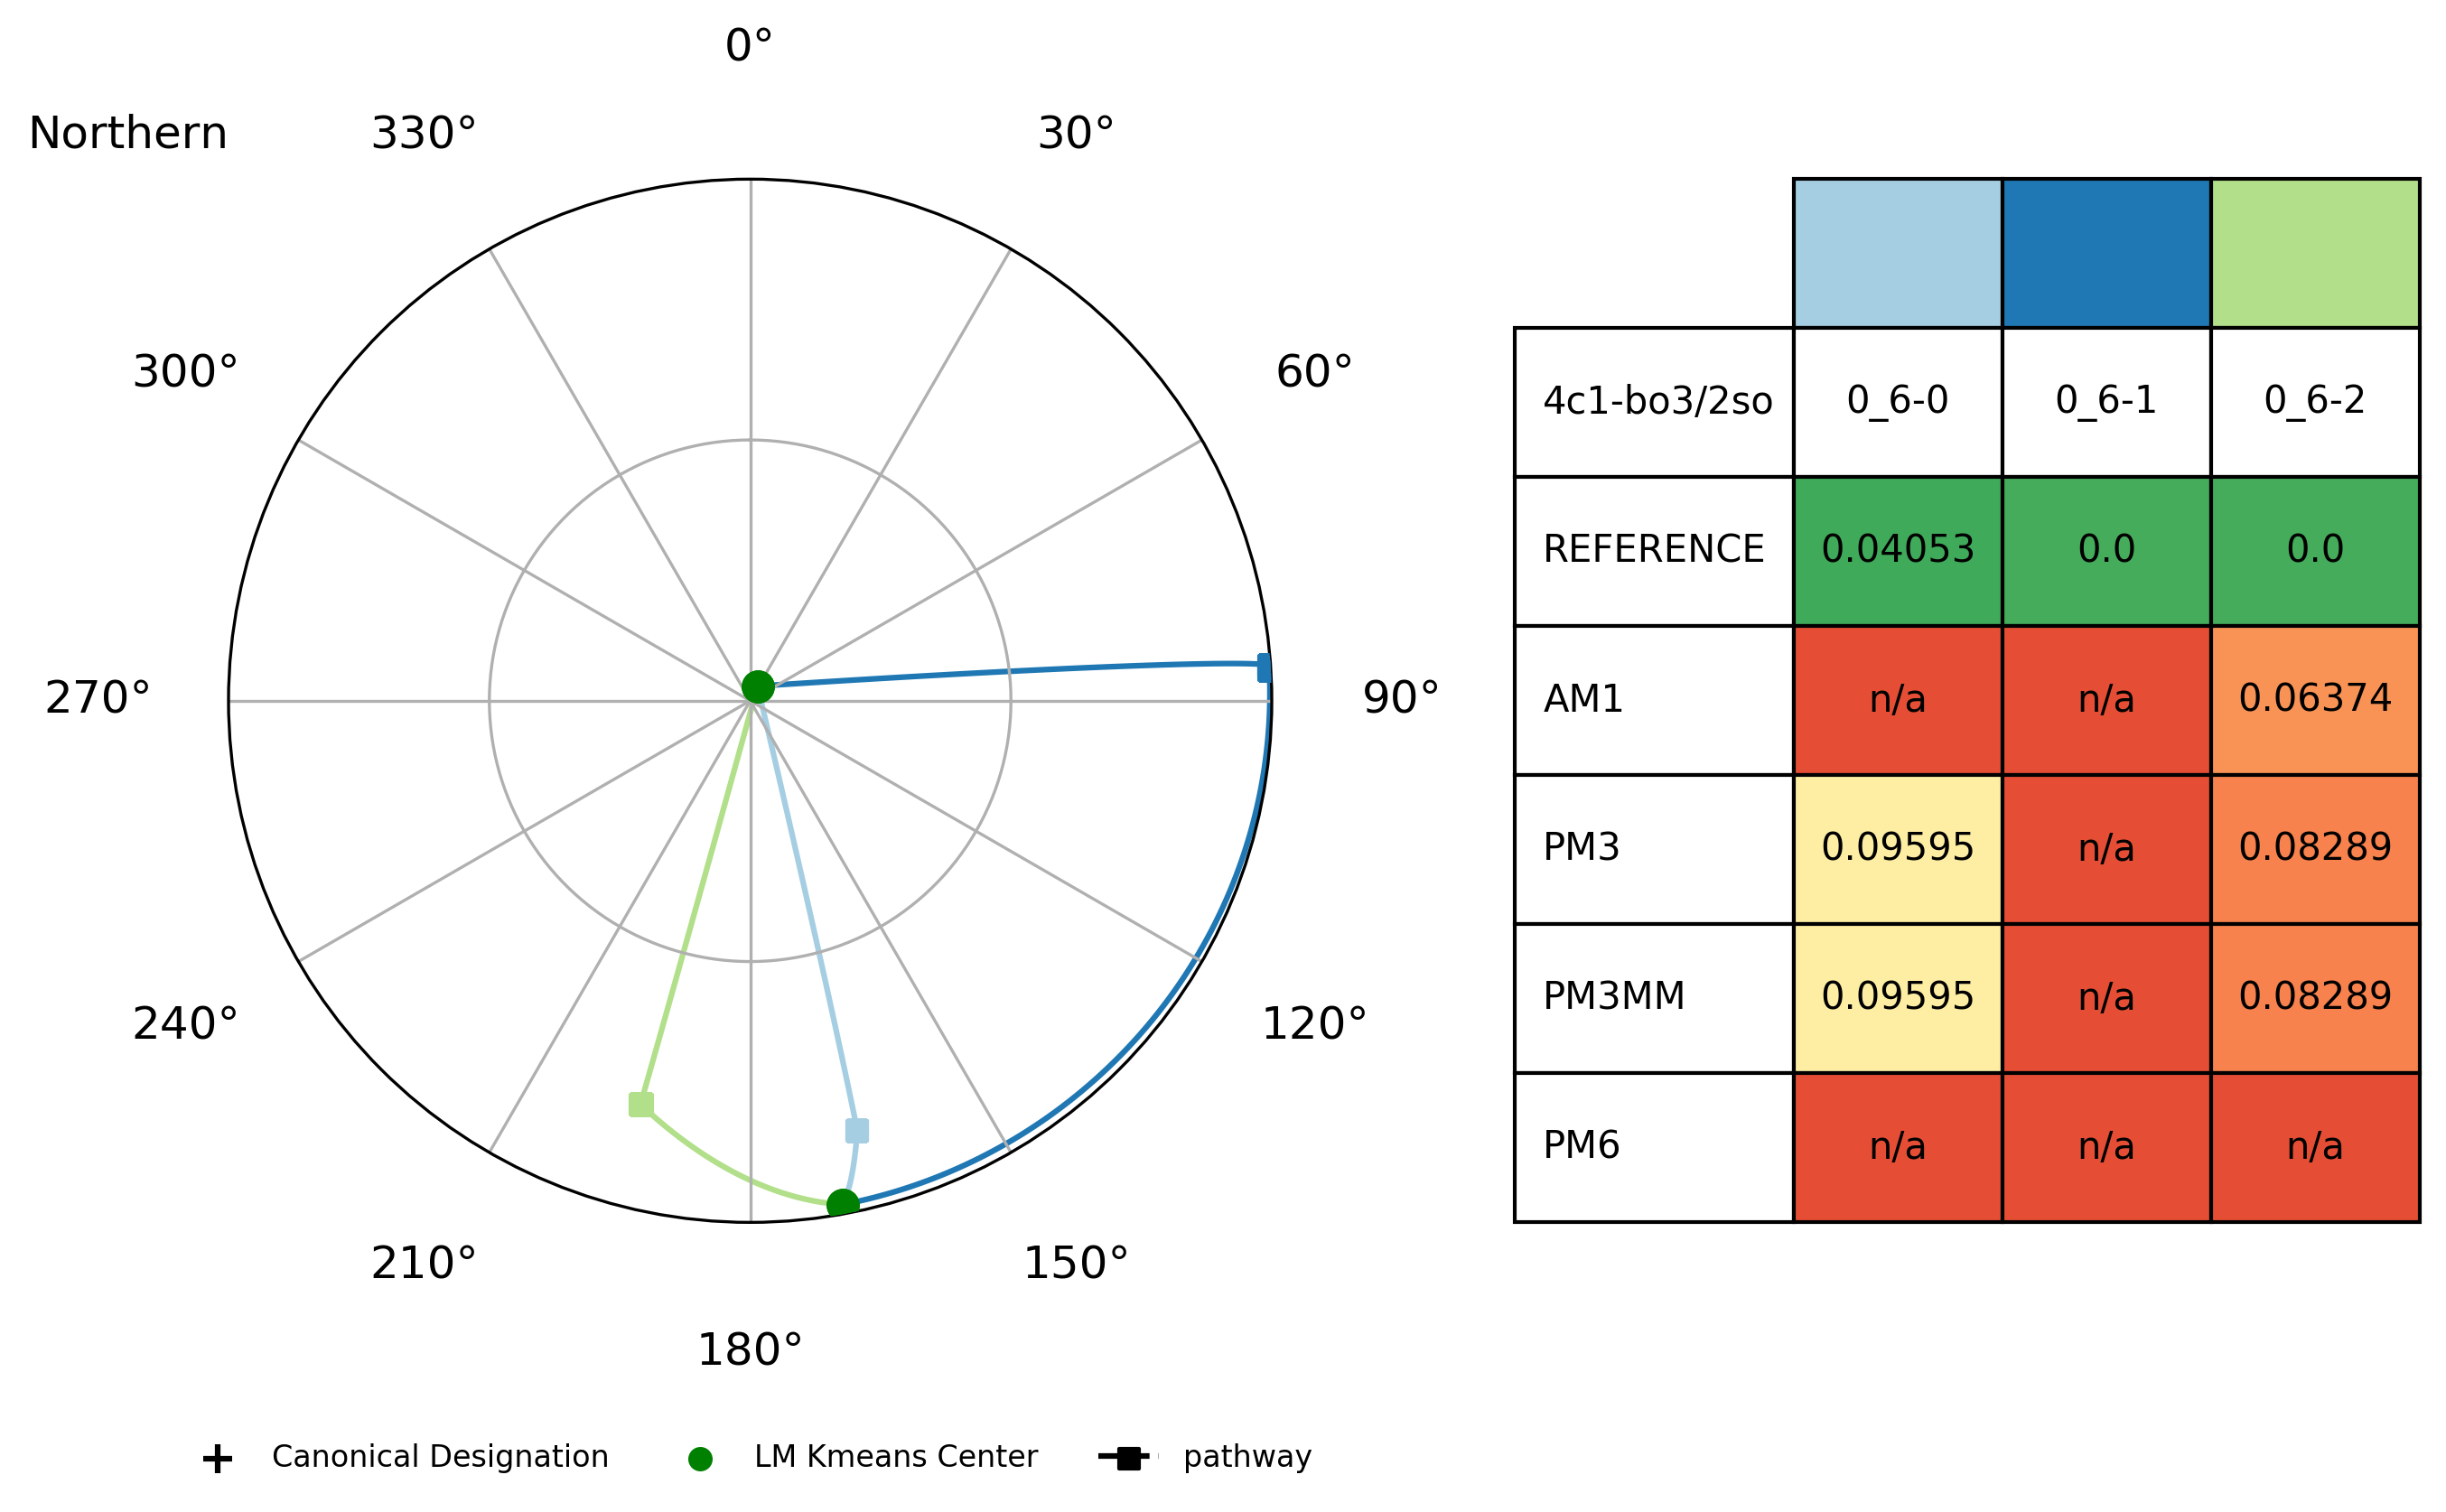 0°
Northern
330°
30°
300°
60°
270°
90°
240°
120°
210°
150°
180°
Canonical Designation
LM Kmeans Center
pathway
4c1-bo3/2so 0_6-0 0_6-1 0_6-2
REFERENCE 0.04053 0.0 0.0
AM1 n/a n/a 0.06374
PM3 0.09595 n/a 0.08289
PM3MM 0.09595 n/a 0.08289
PM6 n/a n/a n/a